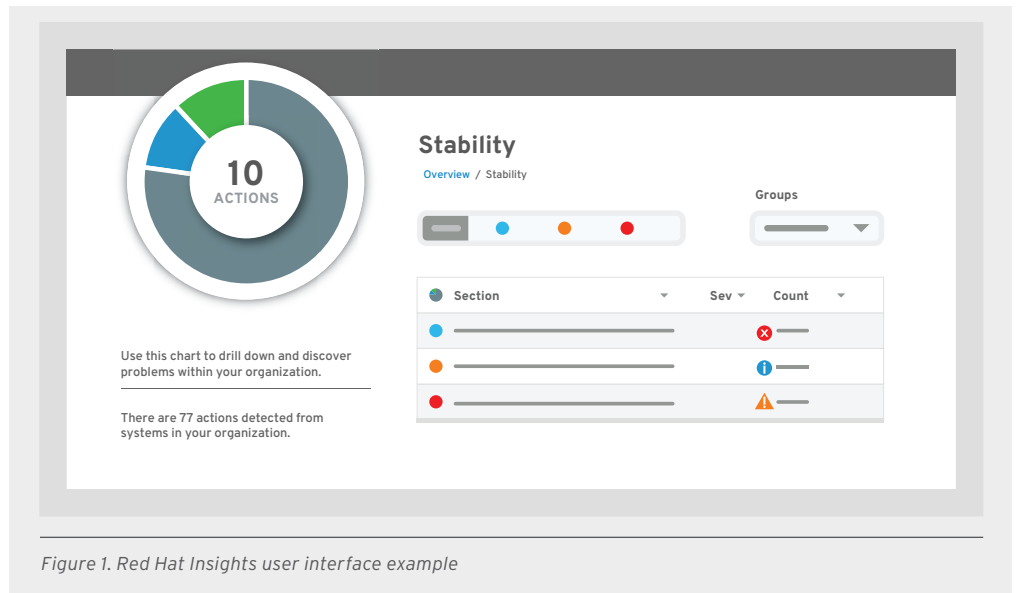 10
ACTIONS
Use this chart to drill down and discover
problems within your organization.
There are 77 actions detected from
systems in your organization.
Stability
Overview / Stability
Groups
Section Sev Count
Figure 1. Red Hat Insights user interface example